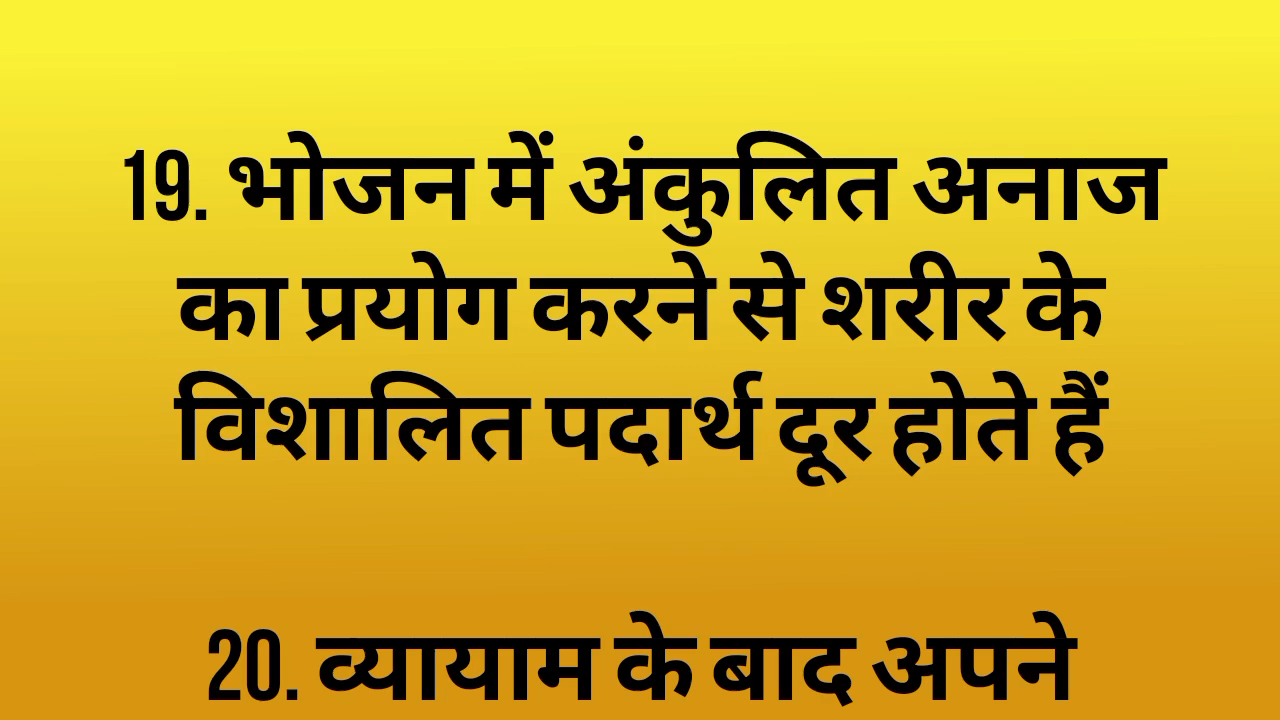 19. भोजन में अंकुलित अनाज
का प्रयोग करने से शरीर के
विशालित पदार्थ दूर होते हैं
20. व्यायाम के बाद अपने